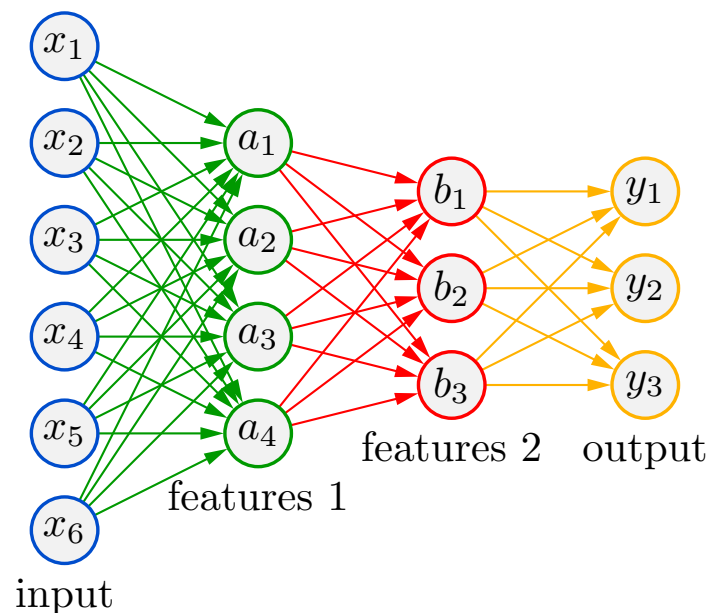 x1
x2
x3
x4
x5
x6
input
a1
a2
a3
a4
features 1
b1
b2
b3
features 2
y1
y2
y3
output